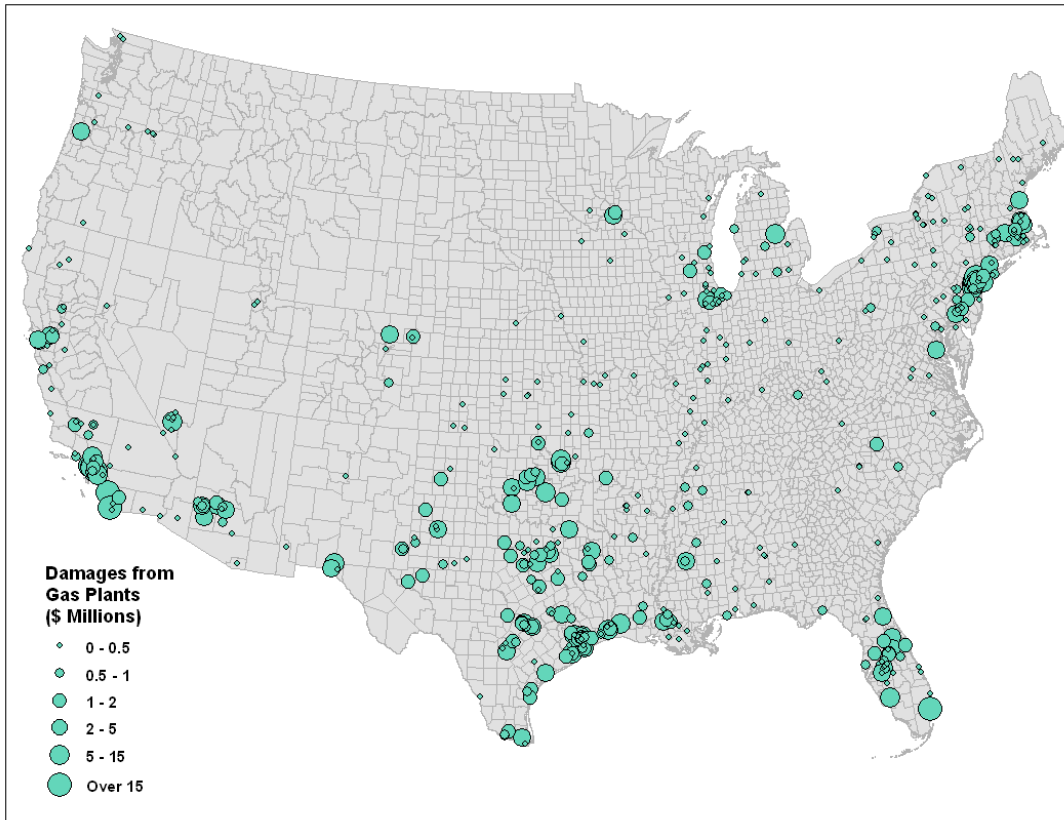 Damages from
Gas Plants
($ Millions)
0 - 0.5
0.5 - 1
1 - 2
2 - 5
5 - 15
Over 15